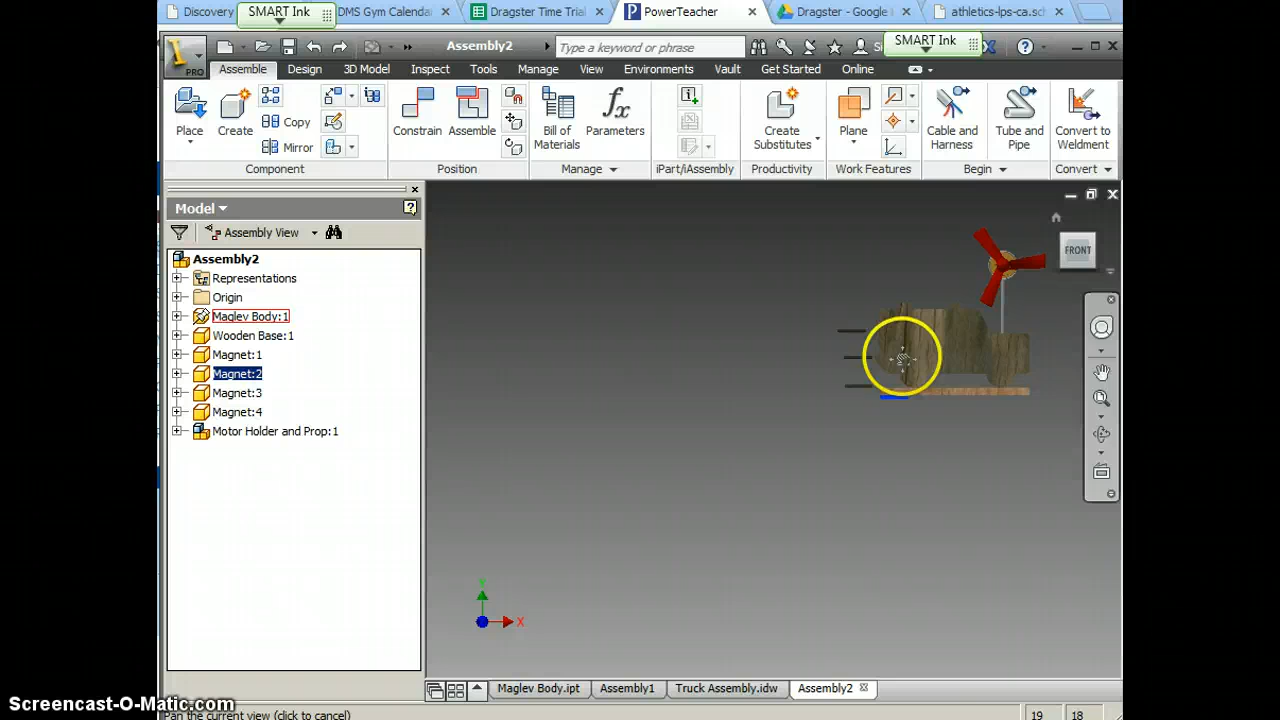 Discovery
SMART Ink
DMS Gym Calenda
Dragster Time Trial
PowerTeacher
Dragster - Google
athletics-lps-ca.sch
PRO
Assembly2
Type a keyword or phrase
SMART Ink
Assemble
Design
3D Model
Inspect
Tools
Manage
View
Environments
Vault
Get Started
Online
Place
Create
Copy
Mirror
Constrain
Assemble
Bill of
Materials
fx
Parameters
Create
Substitutes
Plane
Cable and
Harness
Tube and
Pipe
Convert to
Weldment
Component
Position
Manage
iPart/iAssembly
Productivity
Work Features
Begin
Convert
Model
Assembly View
Assembly2
Representations
Origin
Maglev Body:1
Wooden Base:1
Magnet:1
Magnet:2
Magnet:3
Magnet:4
Motor Holder and Prop:1
FRONT
Y
X
Maglev Body.ipt
Assembly1
Truck Assembly.idw
Assembly2
Pan the current view (click to cancel)
19
18
Screencast-O-Matic.com